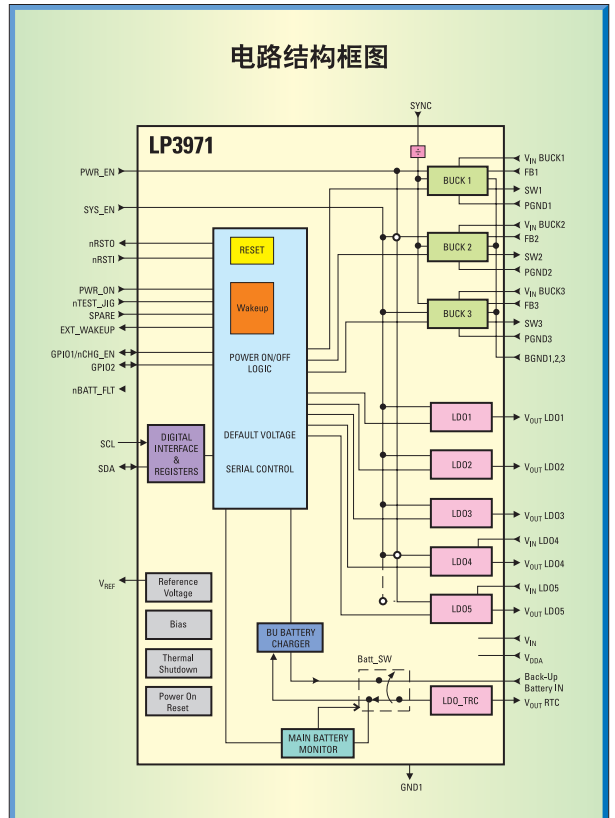 电路结构框图
SYNC
LP3971
÷
PWR_EN
SYS_EN
nRSTO
nRSTI
PWR_ON
nTEST_JIG
SPARE
EXT_WAKEUP
GPIO1/nCHG_EN
GPIO2
nBATT_FLT
SCL
SDA
VREF
RESET
Wakeup
POWER ON/OFF
LOGIC
DEFAULT VOLTAGE
SERIAL CONTROL
DIGITAL
INTERFACE
&
REGISTERS
Reference
Voltage
Bias
Thermal
Shutdown
Power On
Reset
BU BATTERY
CHARGER
MAIN BATTERY
MONITOR
Batt_SW
BUCK 1
BUCK 2
BUCK 3
LDO1
LDO2
LDO3
LDO4
LDO5
LDO_TRC
VIN BUCK1
FB1
SW1
PGND1
VIN BUCK2
FB2
SW2
PGND2
VIN BUCK3
FB3
SW3
PGND3
BGND1,2,3
VOUT LDO1
VOUT LDO2
VOUT LDO3
VIN LDO4
VOUT LDO4
VIN LDO5
VOUT LDO5
VIN
VDDA
Back-Up
Battery IN
VOUT RTC
GND1